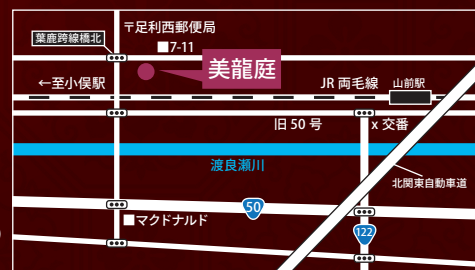 〒足利西郵便局
葉鹿跨線橋北
■7-11
美龍庭
←至小俣駅
JR 両毛線
山前駅
旧 50 号
x 交番
渡良瀬川
北関東自動車道
50
■マクドナルド
122